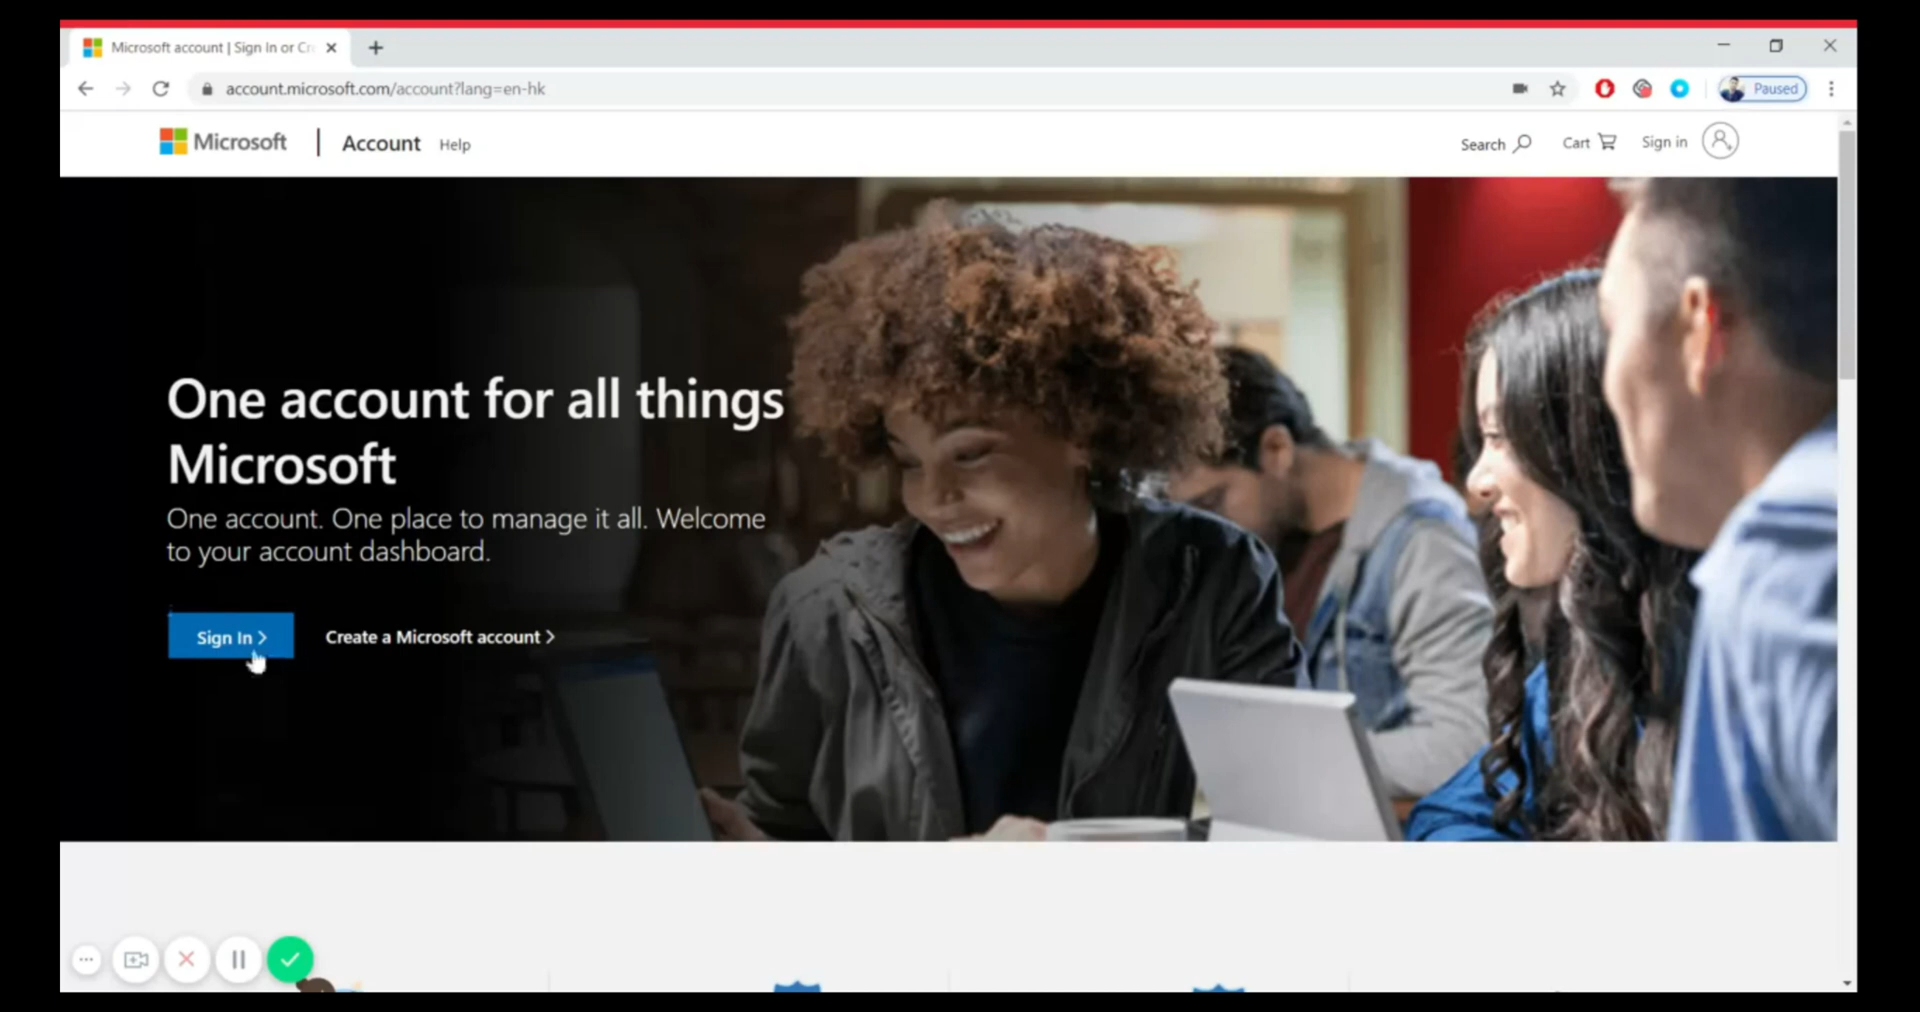 Microsoft account | Sign In or Cr
account.microsoft.com/account?lang=en-hk
Paused
Microsoft | Account Help
Search Cart Sign in
One account for all things
Microsoft
One account. One place to manage it all. Welcome
to your account dashboard.
Sign In >
Create a Microsoft account >